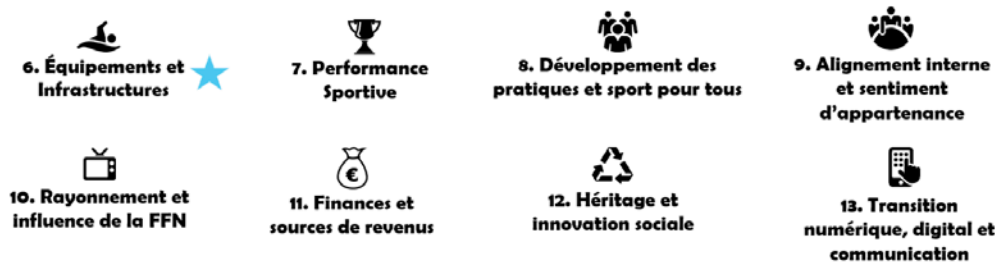 6. Équipements et
Infrastructures
7. Performance
Sportive
8. Développement des
pratiques et sport pour tous
9. Alignement interne
et sentiment
d'appartenance
10. Rayonnement et
influence de la FFN
€
11. Finances et
sources de revenus
12. Héritage et
innovation sociale
13. Transition
numérique, digital et
communication